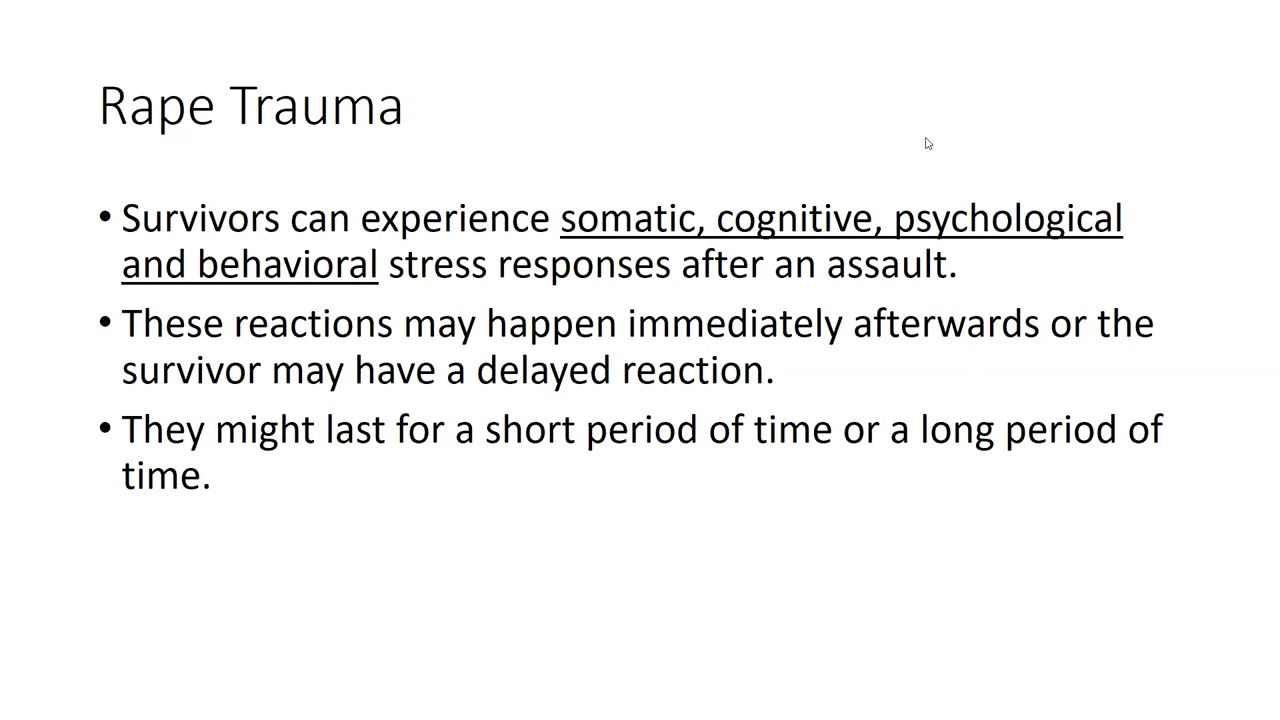 Rape Trauma
• Survivors can experience somatic, cognitive, psychological
and behavioral stress responses after an assault.
• These reactions may happen immediately afterwards or the
survivor may have a delayed reaction.
• They might last for a short period of time or a long period of
time.